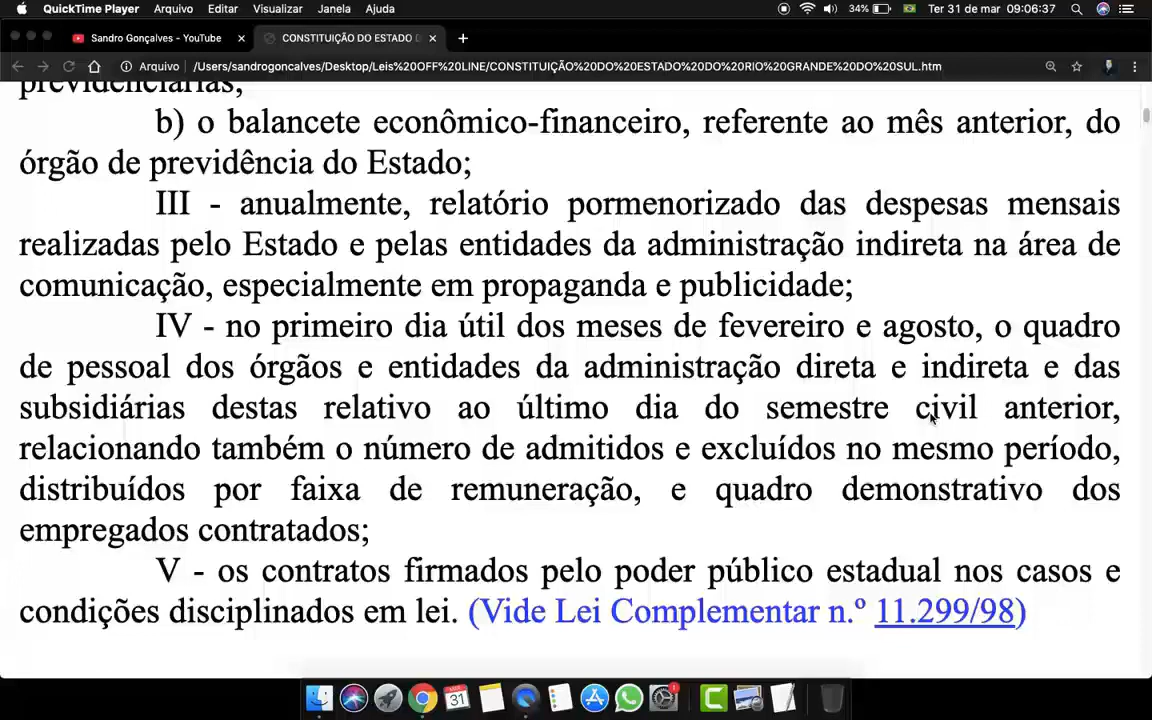 QuickTime Player Arquivo Editar Visualizar Janela Ajuda 34% Ter 31 de mar 09:06:37
Sandro Gonçalves - YouTube CONSTITUIÇÃO DO ESTADO
Arquivo /Users/sandrogoncalves/Desktop/Leis%20OFF%20LINE/CONSTITUIÇÃO%20DO%20ESTADO%20DO%20RIO%20GRANDE%20DO%20SUL.htm
previdenciárias;
b) o balancete econômico-financeiro, referente ao mês anterior, do
órgão de previdência do Estado;
III - anualmente, relatório pormenorizado das despesas mensais
realizadas pelo Estado e pelas entidades da administração indireta na área de
comunicação, especialmente em propaganda e publicidade;
IV - no primeiro dia útil dos meses de fevereiro e agosto, o quadro
de pessoal dos órgãos e entidades da administração direta e indireta e das
subsidiárias destas relativo ao último dia do semestre civil anterior,
relacionando também o número de admitidos e excluídos no mesmo período,
distribuídos por faixa de remuneração, e quadro demonstrativo dos
empregados contratados;
V - os contratos firmados pelo poder público estadual nos casos e
condições disciplinados em lei. (Vide Lei Complementar n.º 11.299/98)
31